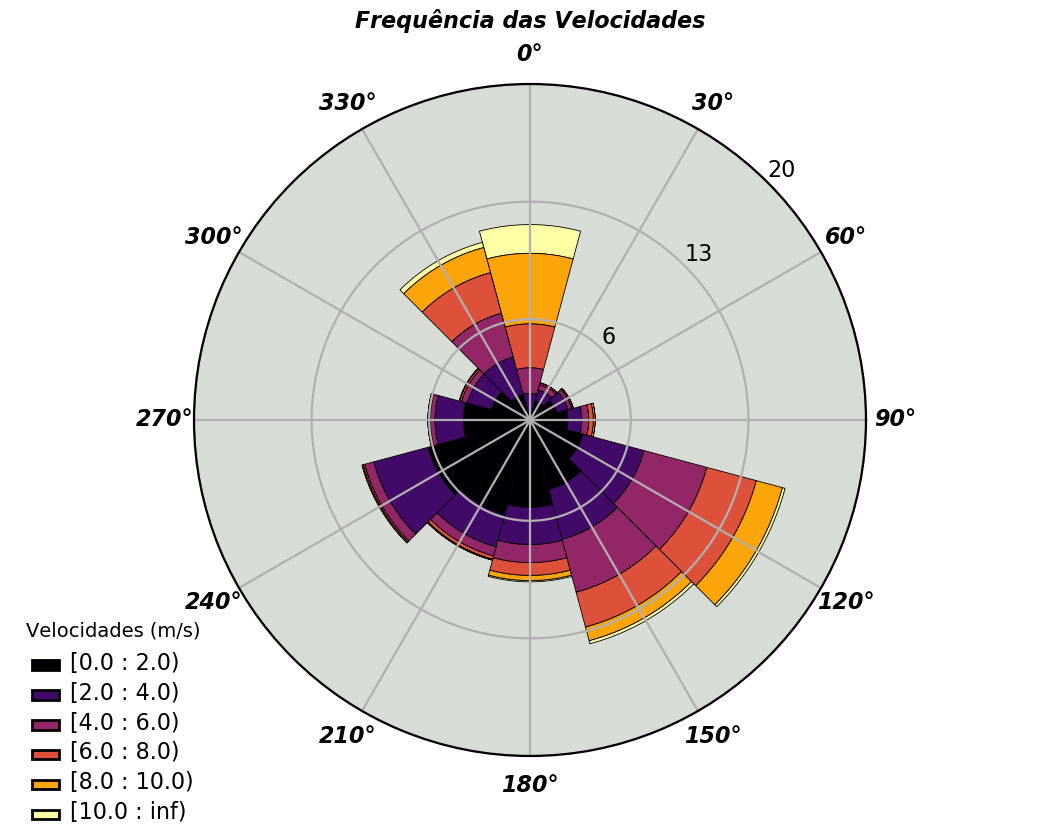 Frequência das Velocidades
0°
330°
30°
20
300°
60°
13
6
270°
90°
240°
120°
210°
150°
180°
Velocidades (m/s)
[0.0 : 2.0)
[2.0 : 4.0)
[4.0 : 6.0)
[6.0 : 8.0)
[8.0 : 10.0)
[10.0 : inf)